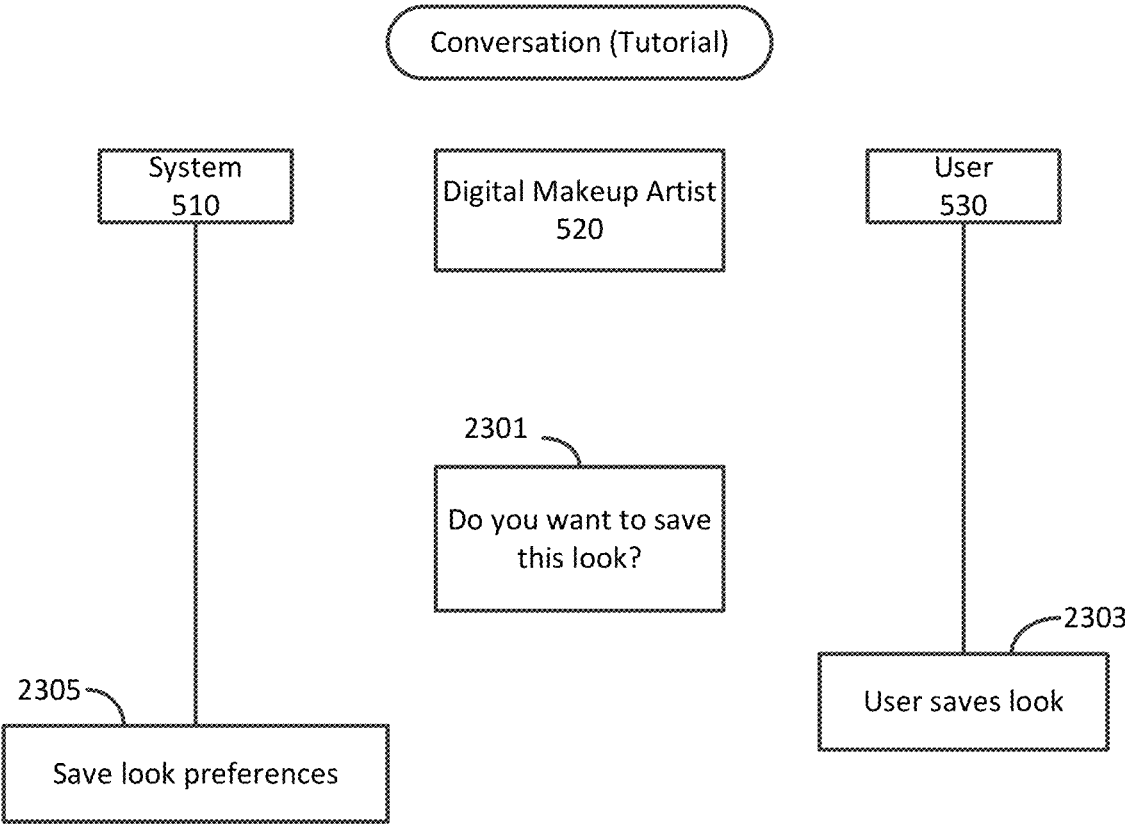 Conversation (Tutorial)
System
510
Digital Makeup Artist
520
User
530
2301
Do you want to save
this look?
2303
User saves look
2305
Save look preferences